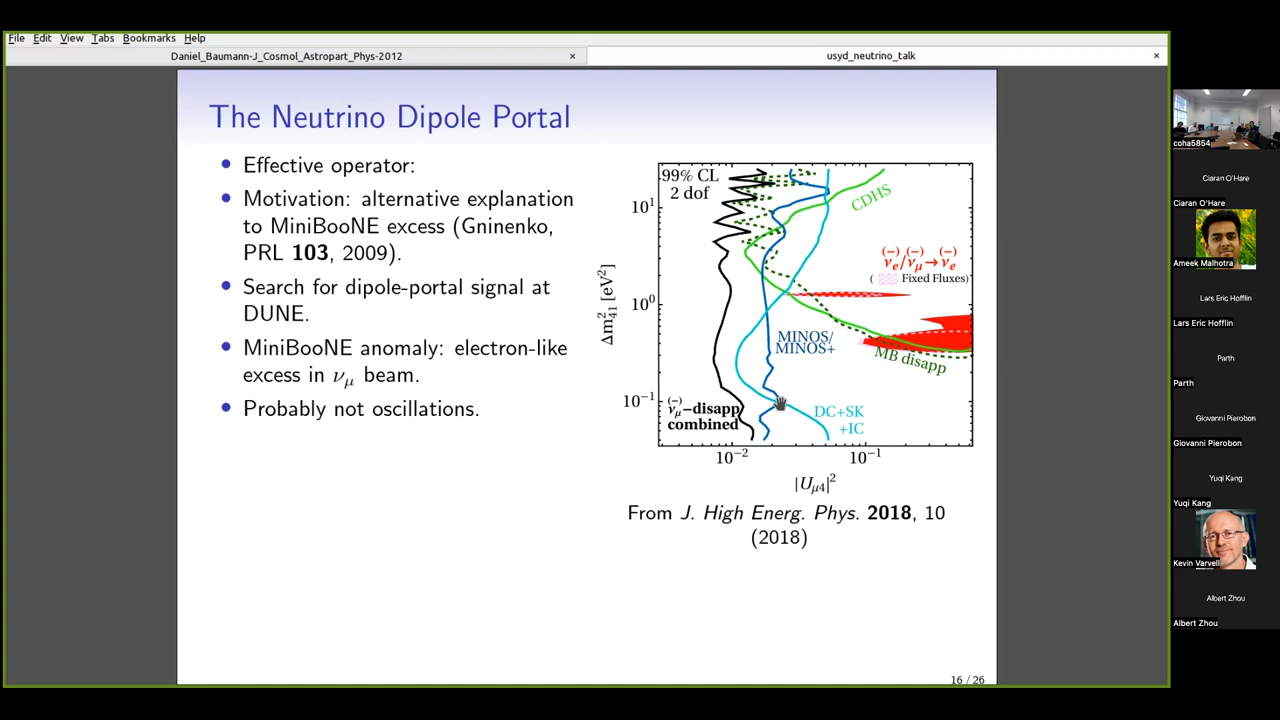 File Edit View Tabs Bookmarks Help
Daniel_Baumann-J_Cosmol_Astropart_Phys-2012 ×
usyd_neutrino_talk ×
The Neutrino Dipole Portal
Effective operator:
Motivation: alternative explanation
to MiniBooNE excess (Gninenko,
PRL 103, 2009).
Search for dipole-portal signal at
DUNE.
MiniBooNE anomaly: electron-like
excess in νμ beam.
Probably not oscillations.
99% CL
2 dof
CDHS
(−) (−) (−)
νe/νμ→νe
( Fixed Fluxes)
MINOS/
MINOS+
MB disapp
(−)
νμ−disapp
combined
DC+SK
+IC
10¹
10⁰
10⁻¹
Δm²41 [eV²]
10⁻² 10⁻¹
|Uμ4|²
From J. High Energ. Phys. 2018, 10
(2018)
16 / 26
coha5854
Ciaran O'Hare
Ciaran O'Hare
Ameek Malhotra
Lars Eric Hofflin
Lars Eric Hofflin
Parth
Parth
Giovanni Pierobon
Giovanni Pierobon
Yuqi Kang
Yuqi Kang
Kevin Varvell
Albert Zhou
Albert Zhou